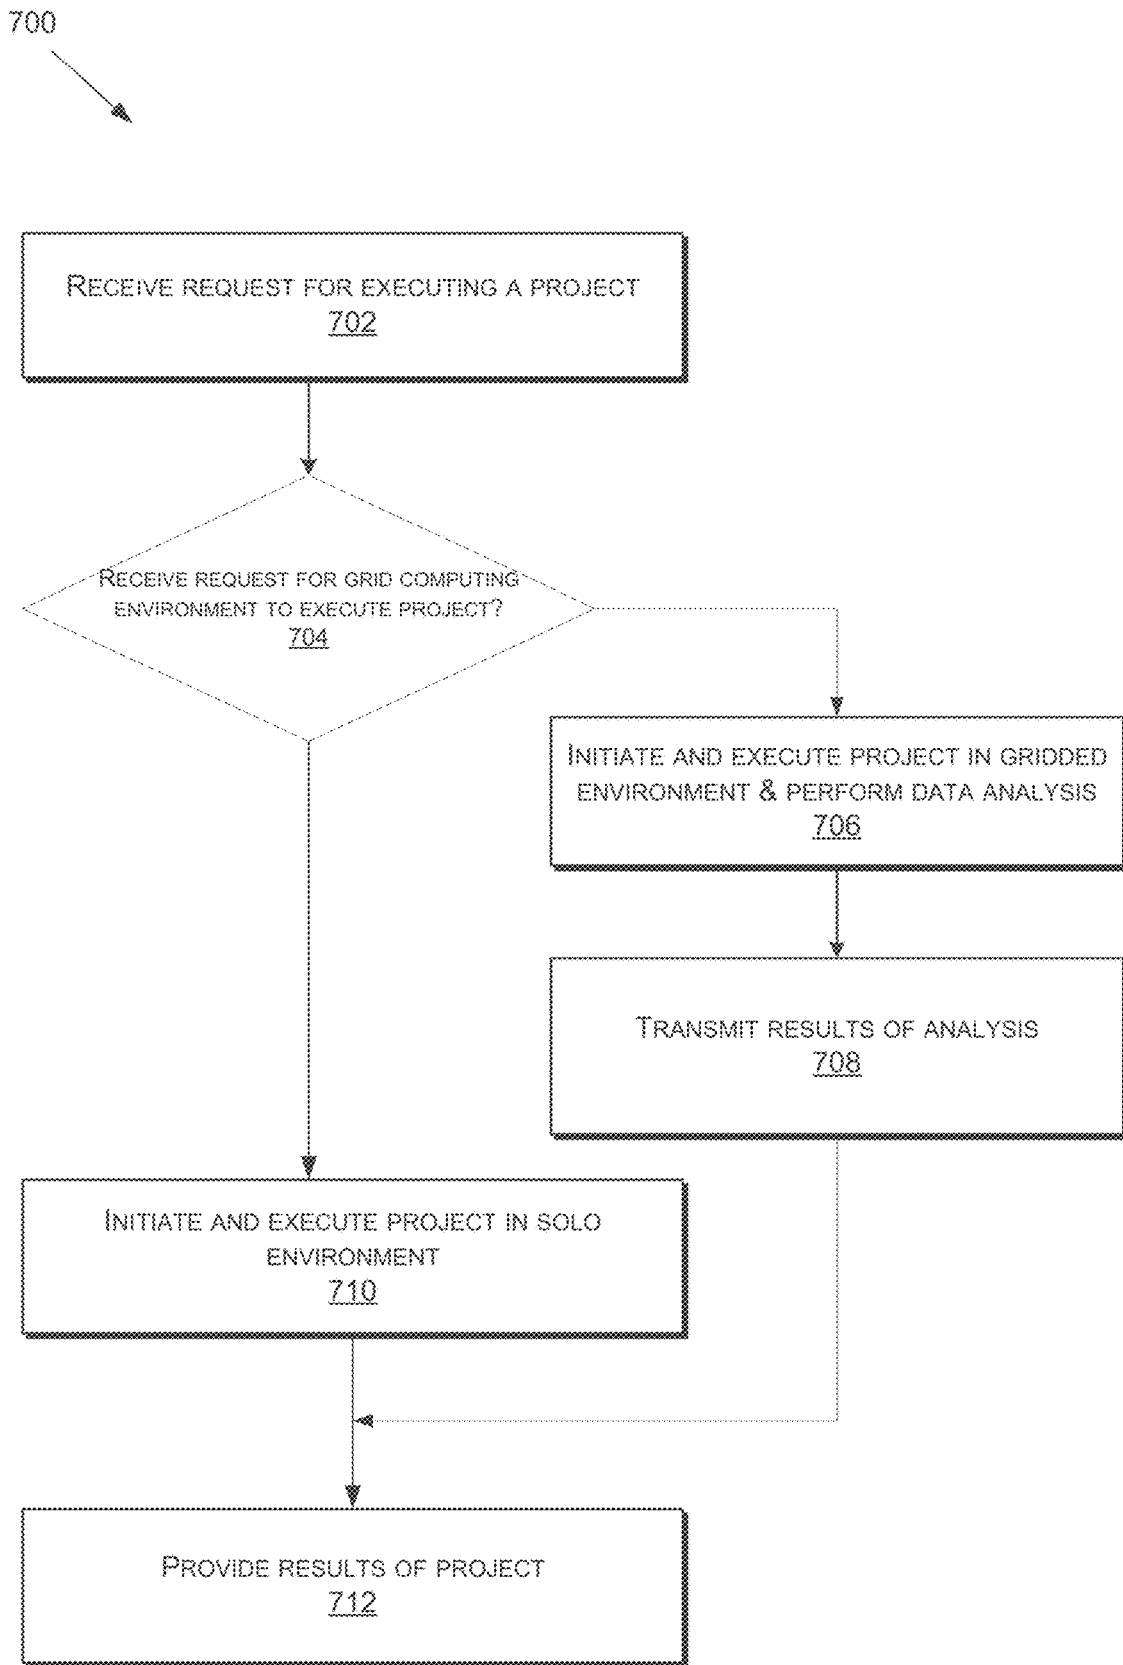 700
RECEIVE REQUEST FOR EXECUTING A PROJECT
702
RECEIVE REQUEST FOR GRID COMPUTING
ENVIRONMENT TO EXECUTE PROJECT?
704
INITIATE AND EXECUTE PROJECT IN GRIDDED
ENVIRONMENT & PERFORM DATA ANALYSIS
706
TRANSMIT RESULTS OF ANALYSIS
708
INITIATE AND EXECUTE PROJECT IN SOLO
ENVIRONMENT
710
PROVIDE RESULTS OF PROJECT
712